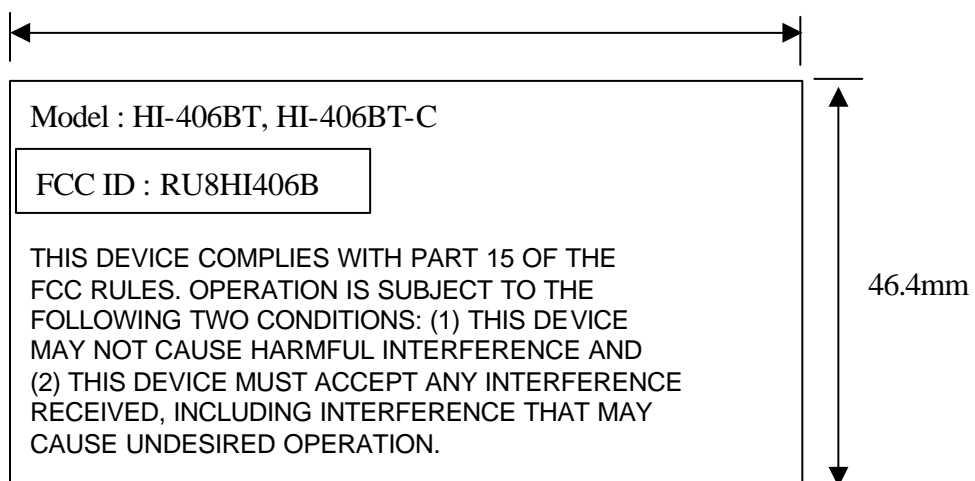 Model : HI-406BT, HI-406BT-C
FCC ID : RU8HI406B
THIS DEVICE COMPLIES WITH PART 15 OF THE
FCC RULES. OPERATION IS SUBJECT TO THE
FOLLOWING TWO CONDITIONS: (1) THIS DEVICE
MAY NOT CAUSE HARMFUL INTERFERENCE AND
(2) THIS DEVICE MUST ACCEPT ANY INTERFERENCE
RECEIVED, INCLUDING INTERFERENCE THAT MAY
CAUSE UNDESIRED OPERATION.
46.4mm